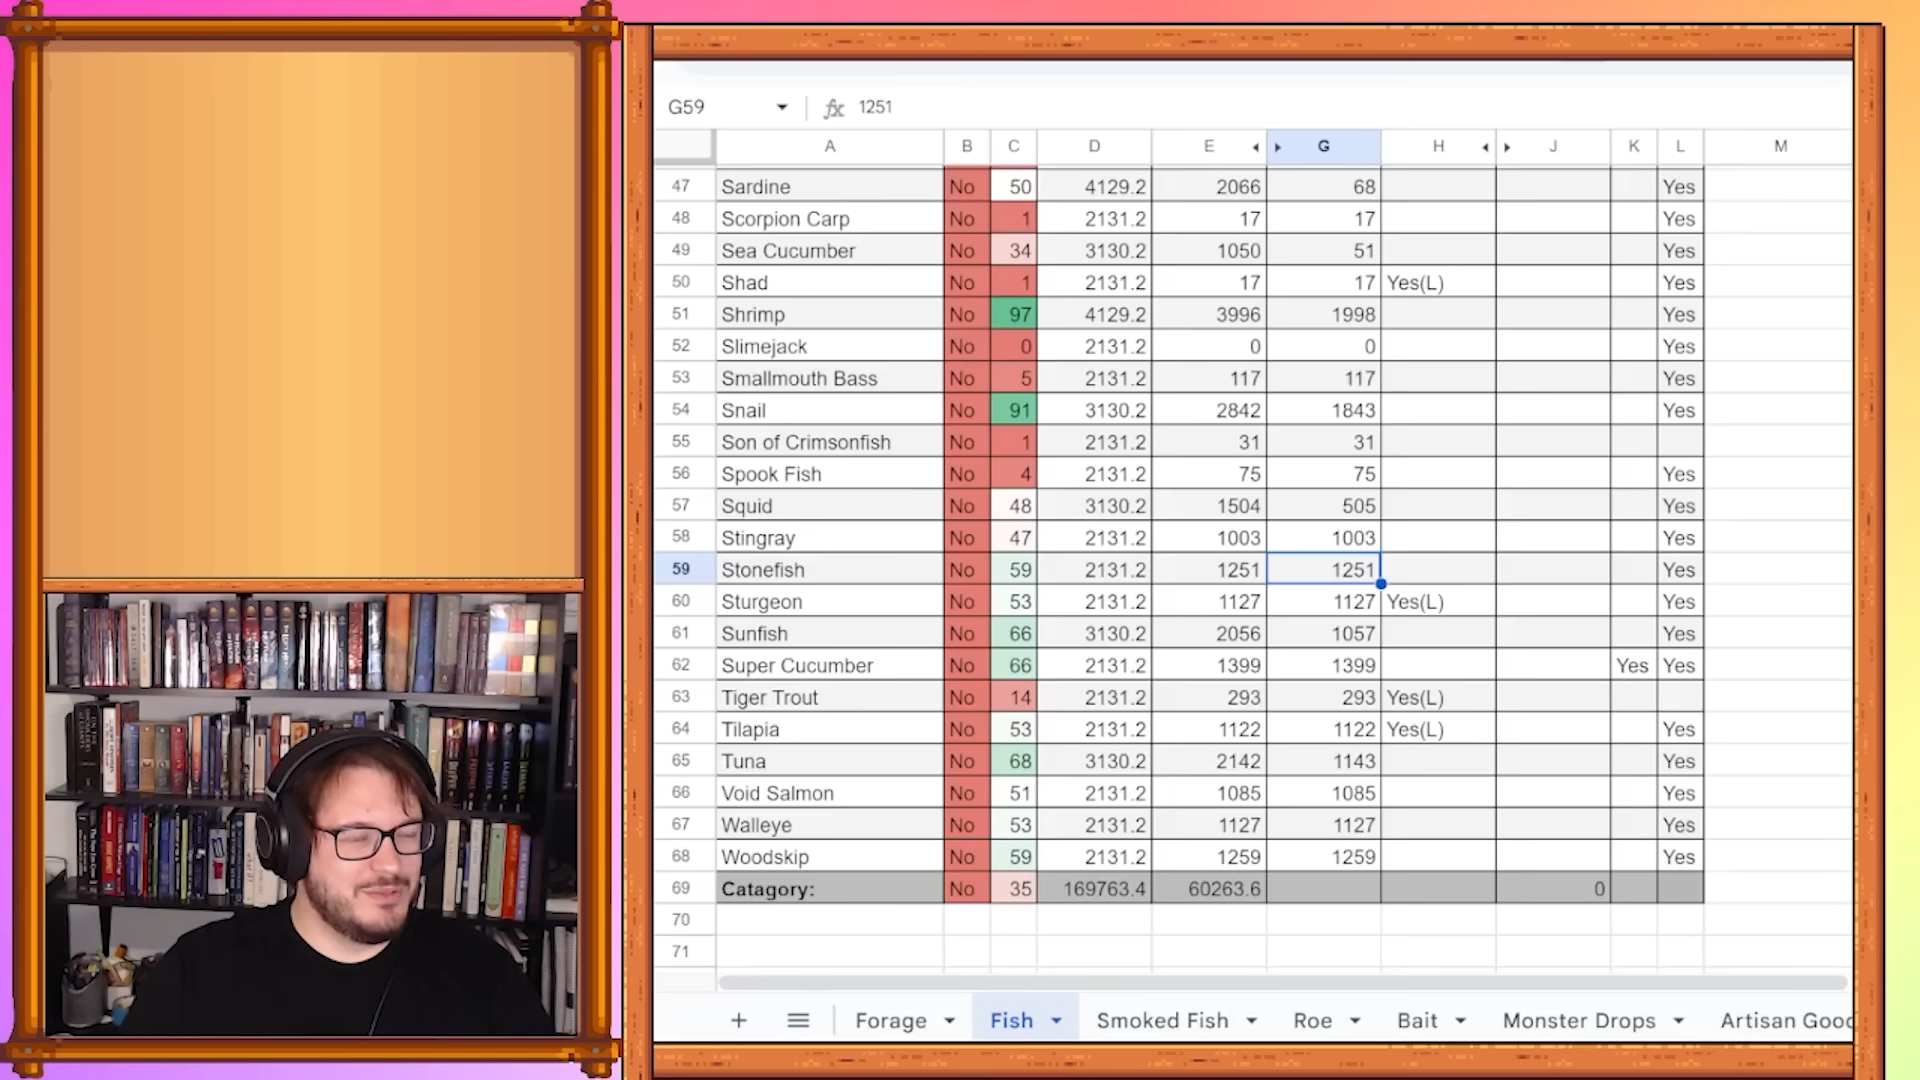 G59 fx 1251
A B C D E G H J K L M
47 Sardine No 50 4129.2 2066 68 Yes
48 Scorpion Carp No 1 2131.2 17 17 Yes
49 Sea Cucumber No 34 3130.2 1050 51 Yes
50 Shad No 1 2131.2 17 17 Yes(L) Yes
51 Shrimp No 97 4129.2 3996 1998 Yes
52 Slimejack No 0 2131.2 0 0 Yes
53 Smallmouth Bass No 5 2131.2 117 117 Yes
54 Snail No 91 3130.2 2842 1843 Yes
55 Son of Crimsonfish No 1 2131.2 31 31
56 Spook Fish No 4 2131.2 75 75 Yes
57 Squid No 48 3130.2 1504 505 Yes
58 Stingray No 47 2131.2 1003 1003 Yes
59 Stonefish No 59 2131.2 1251 1251 Yes
60 Sturgeon No 53 2131.2 1127 1127 Yes(L) Yes
61 Sunfish No 66 3130.2 2056 1057 Yes
62 Super Cucumber No 66 2131.2 1399 1399 Yes Yes
63 Tiger Trout No 14 2131.2 293 293 Yes(L)
64 Tilapia No 53 2131.2 1122 1122 Yes(L) Yes
65 Tuna No 68 3130.2 2142 1143 Yes
66 Void Salmon No 51 2131.2 1085 1085 Yes
67 Walleye No 53 2131.2 1127 1127 Yes
68 Woodskip No 59 2131.2 1259 1259 Yes
69 Catagory: No 35 169763.4 60263.6 0
70
71
+ Forage Fish Smoked Fish Roe Bait Monster Drops Artisan Good